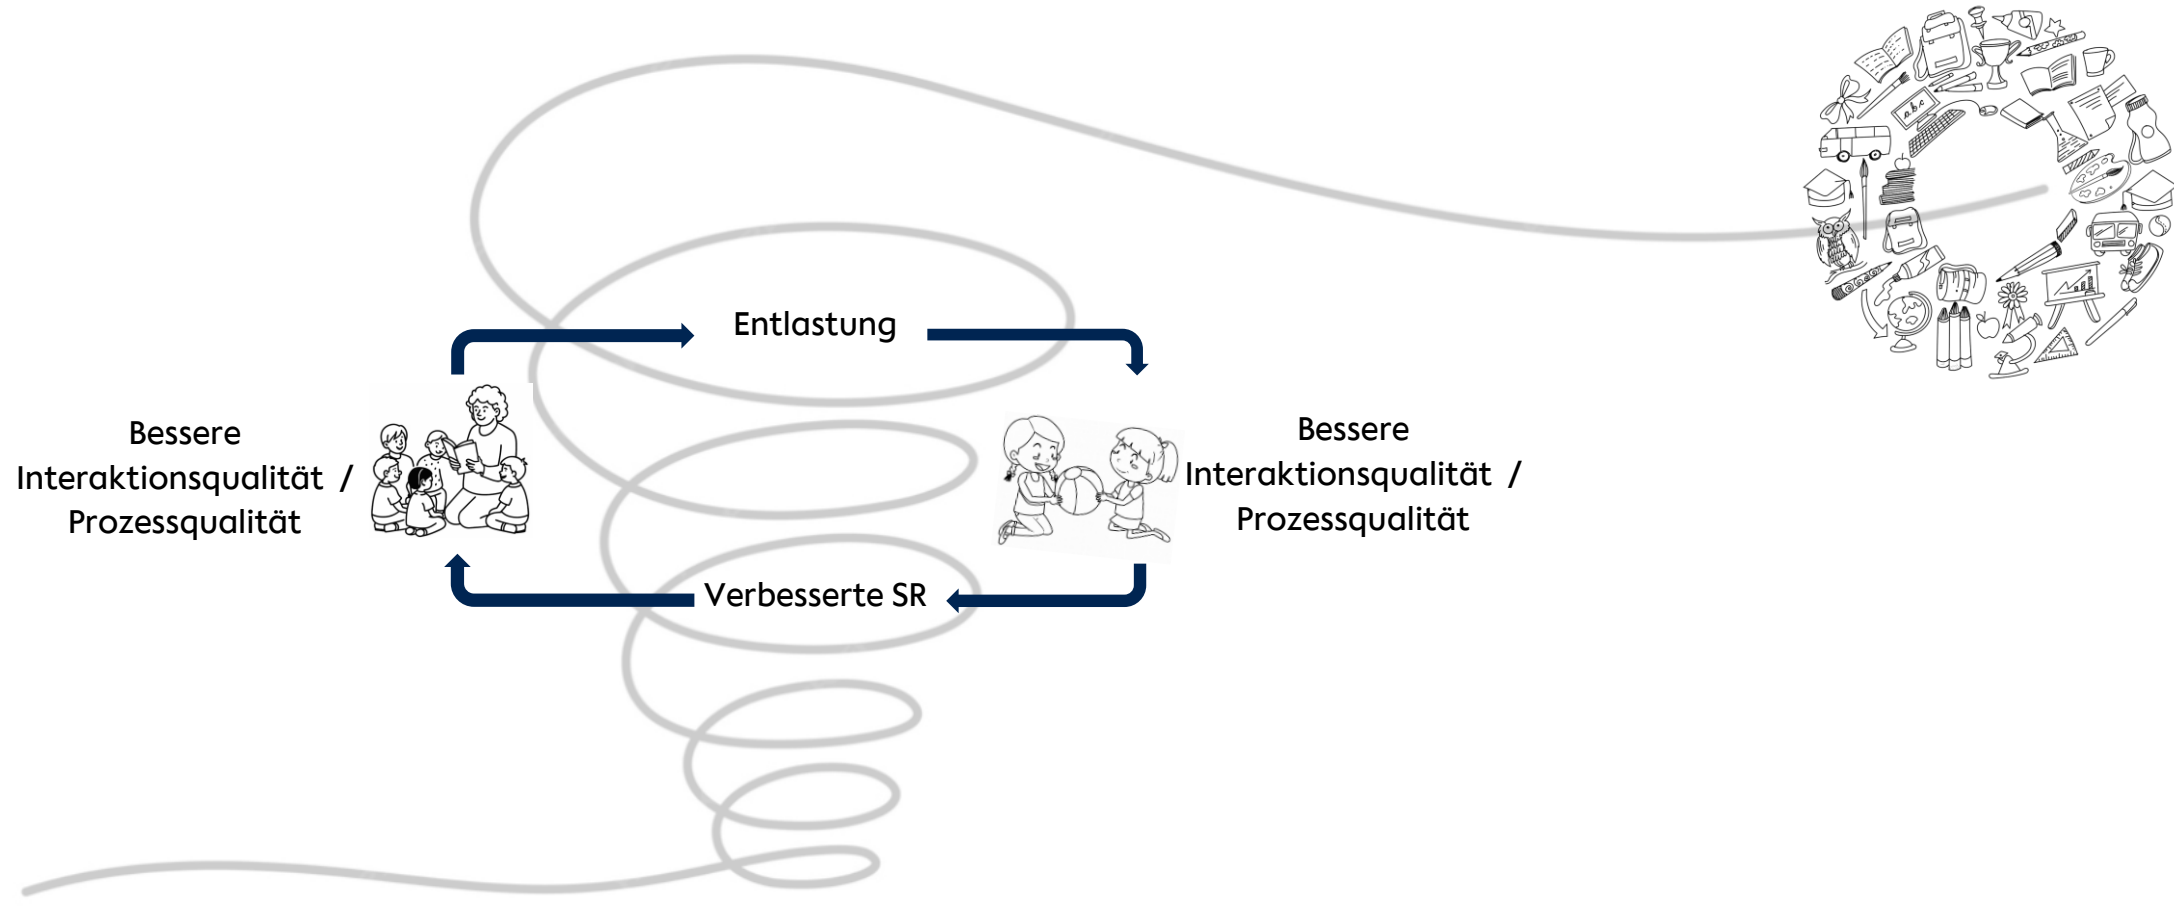 Entlastung
Bessere
Interaktionsqualität /
Prozessqualität
Bessere
Interaktionsqualität /
Prozessqualität
Verbesserte SR
a b c